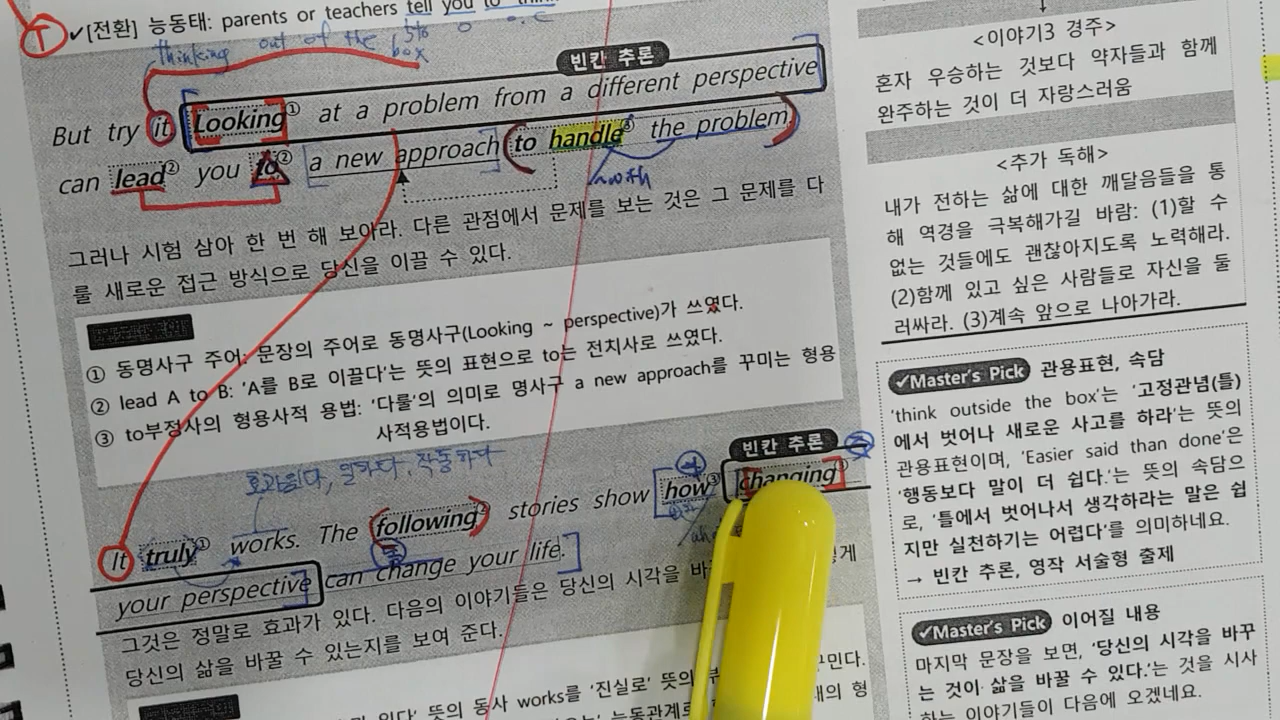 T ✔[전환] 능동태: parents or teachers tell you to think
thinking out of the box
빈칸 추론
But try it. Looking① at a problem from a different perspective
can lead② you to② a new approach to handle③ the problem.
with
그러나 시험 삼아 한 번 해 보아라. 다른 관점에서 문제를 보는 것은 그 문제를 다
룰 새로운 접근 방식으로 당신을 이끌 수 있다.
① 동명사구 주어: 문장의 주어로 동명사구(Looking ~ perspective)가 쓰였다.
② lead A to B: ‘A를 B로 이끌다’는 뜻의 표현으로 to는 전치사로 쓰였다.
③ to부정사의 형용사적 용법: ‘다룰’의 의미로 명사구 a new approach를 꾸미는 형용
사적용법이다.
효과있다, 일하다, 작동하다
빈칸 추론
It truly① works. The following② stories show how③ changing
your perspective can change your life.
그것은 정말로 효과가 있다. 다음의 이야기들은 당신의 시각을
당신의 삶을 바꿀 수 있는지를 보여 준다.
뜻의 동사 works를 ‘진실로’
<이야기3 경주>
혼자 우승하는 것보다 약자들과 함께
완주하는 것이 더 자랑스러움
<추가 독해>
내가 전하는 삶에 대한 깨달음들을 통
해 역경을 극복해가길 바람: (1)할 수
없는 것들에도 괜찮아지도록 노력해라.
(2)함께 있고 싶은 사람들로 자신을 둘
러싸라. (3)계속 앞으로 나아가라.
✔Master's Pick 관용표현, 속담
‘think outside the box’는 ‘고정관념(틀)
에서 벗어나 새로운 사고를 하라’는 뜻의
관용표현이며, ‘Easier said than done’은
‘행동보다 말이 더 쉽다.’는 뜻의 속담으
로, ‘틀에서 벗어나서 생각하라는 말은 쉽
지만 실천하기는 어렵다’를 의미하네요.
→ 빈칸 추론, 영작 서술형 출제
✔Master's Pick 이어질 내용
마지막 문장을 보면, ‘당신의 시각을 바꾸
는 것이 삶을 바꿀 수 있다.’는 것을 시사
하는 이야기들이 다음에 오겠네요.